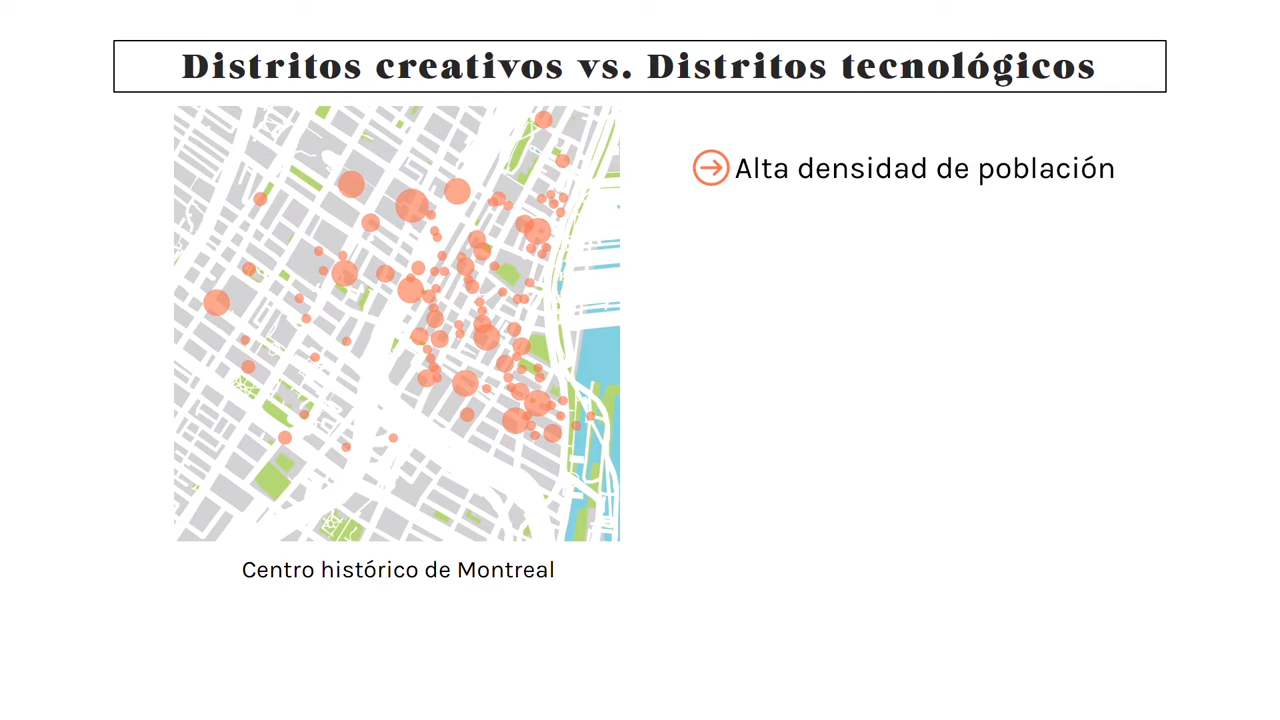 Distritos creativos vs. Distritos tecnológicos
Alta densidad de población
Centro histórico de Montreal